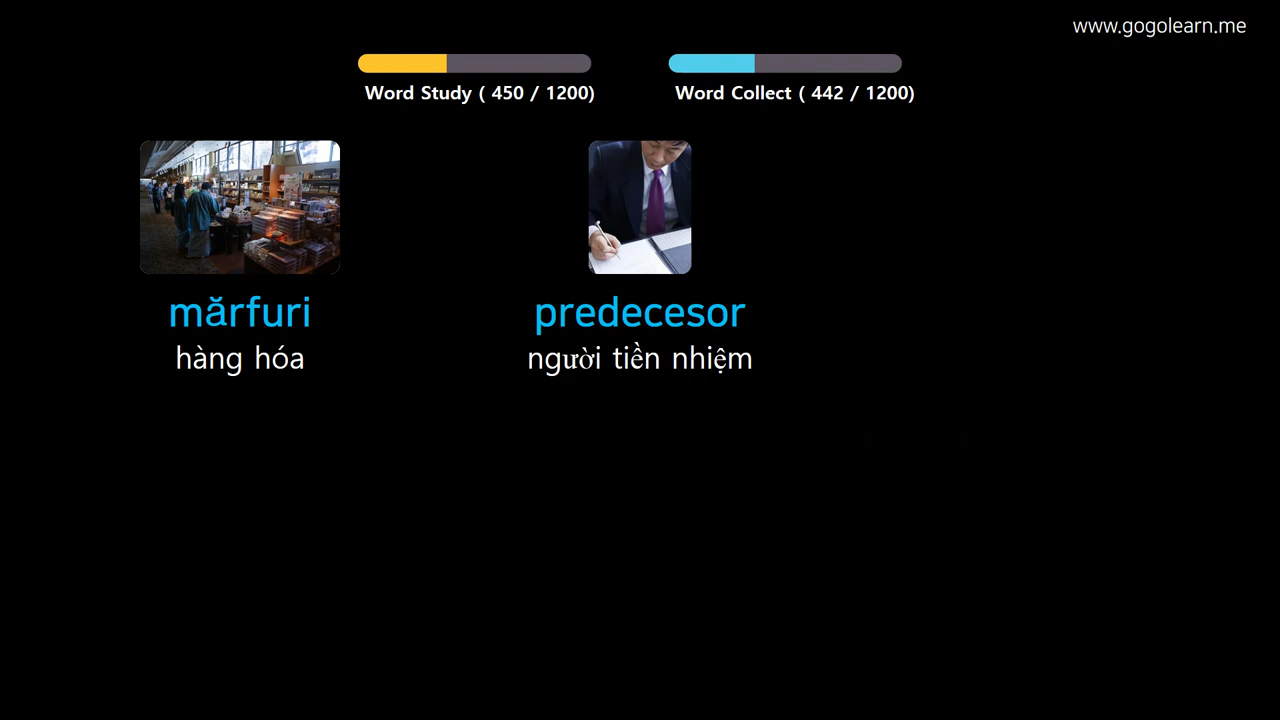 www.gogolearn.me
Word Study ( 450 / 1200)
Word Collect ( 442 / 1200)
mărfuri
hàng hóa
predecesor
người tiền nhiệm